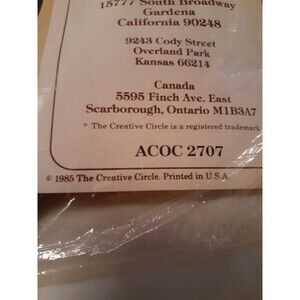 15777 South Broadway
Gardena
California 90248
9243 Cody Street
Overland Park
Kansas 66214
Canada
5595 Finch Ave. East
Scarborough, Ontario M1B3A7
* The Creative Circle is a registered trademark
ACOC 2707
© 1985 The Creative Circle. Printed in U.S.A.